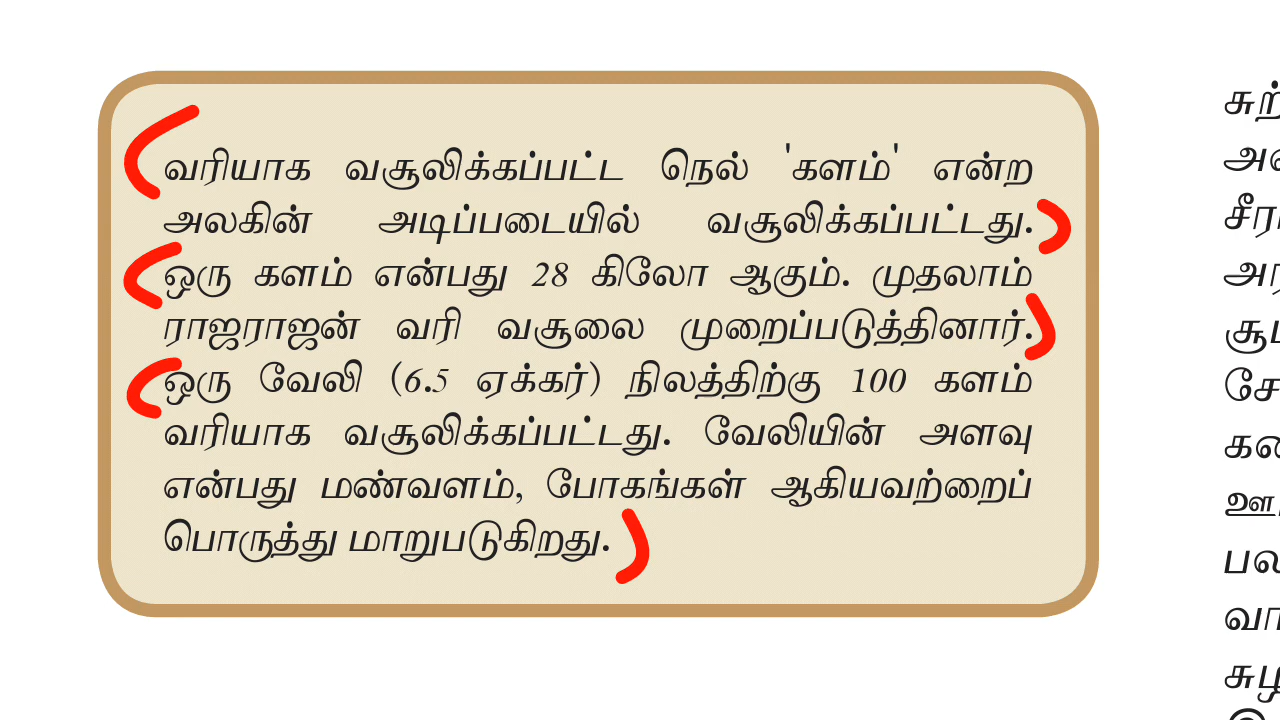 வரியாக வசூலிக்கப்பட்ட நெல் 'களம்' என்ற
அலகின் அடிப்படையில் வசூலிக்கப்பட்டது.
ஒரு களம் என்பது 28 கிலோ ஆகும். முதலாம்
ராஜராஜன் வரி வசூலை முறைப்படுத்தினார்.
ஒரு வேலி (6.5 ஏக்கர்) நிலத்திற்கு 100 களம்
வரியாக வசூலிக்கப்பட்டது. வேலியின் அளவு
என்பது மண்வளம், போகங்கள் ஆகியவற்றைப்
பொருத்து மாறுபடுகிறது.